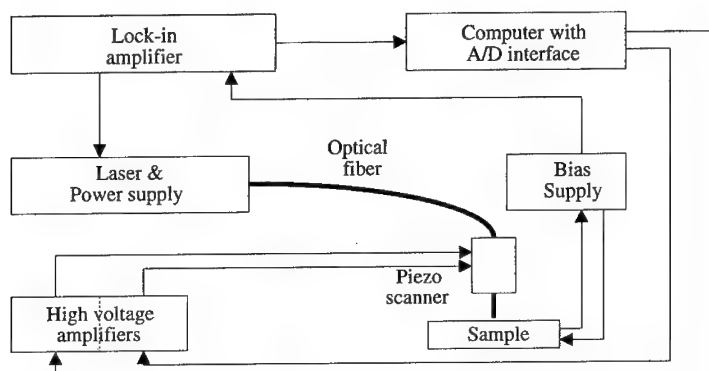 Lock-in
amplifier
Computer with
A/D interface
Optical
fiber
Laser &
Power supply
Bias
Supply
Piezo
scanner
High voltage
amplifiers
Sample